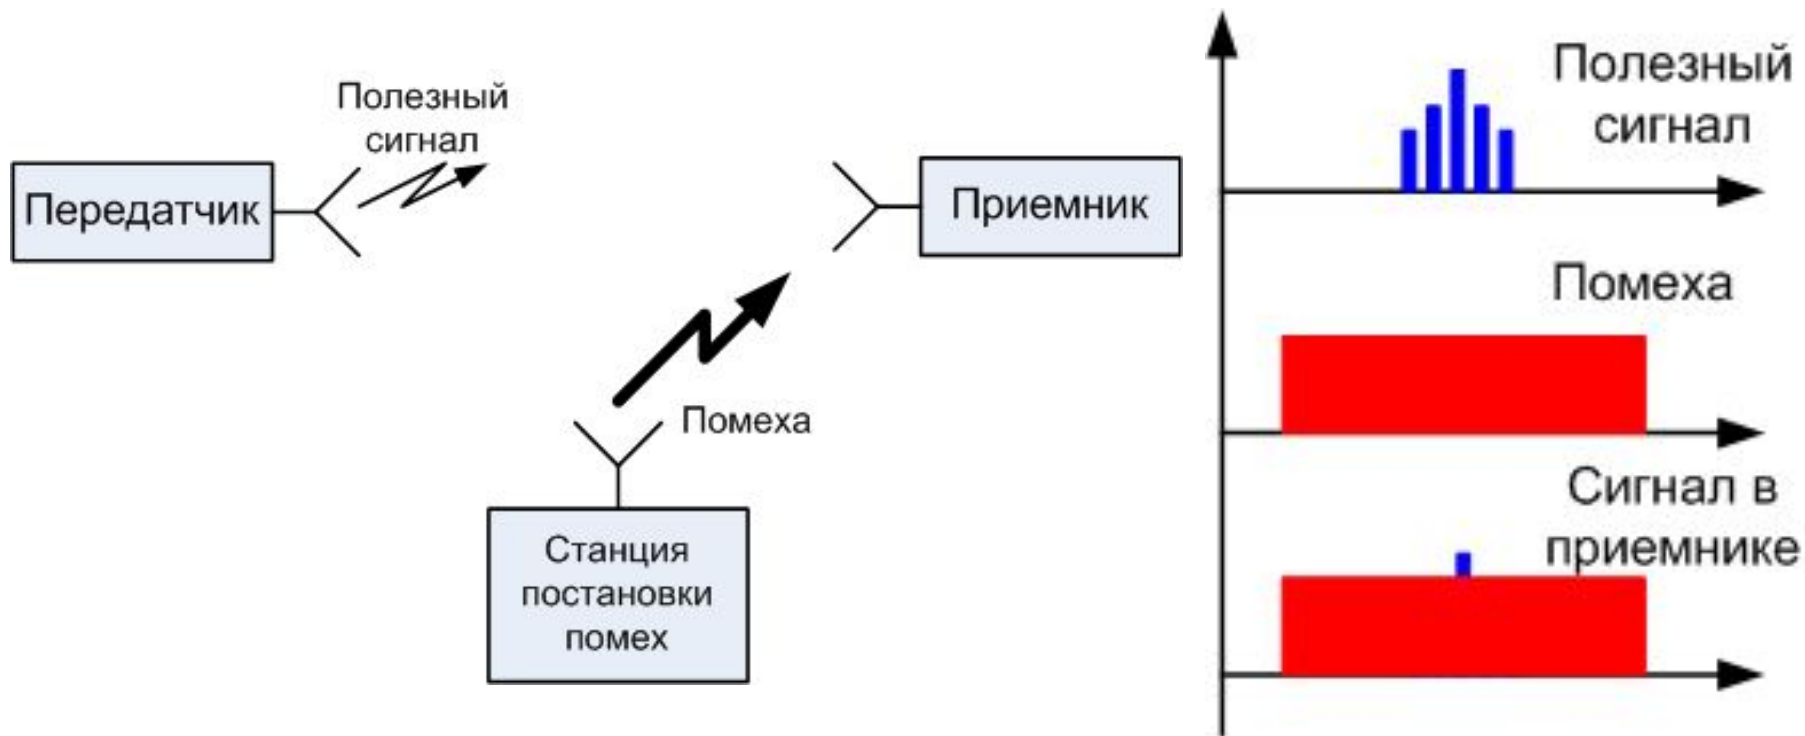 Полезный
сигнал
Передатчик
Приемник
Помеха
Станция
постановки
помех
Полезный
сигнал
Помеха
Сигнал в
приемнике